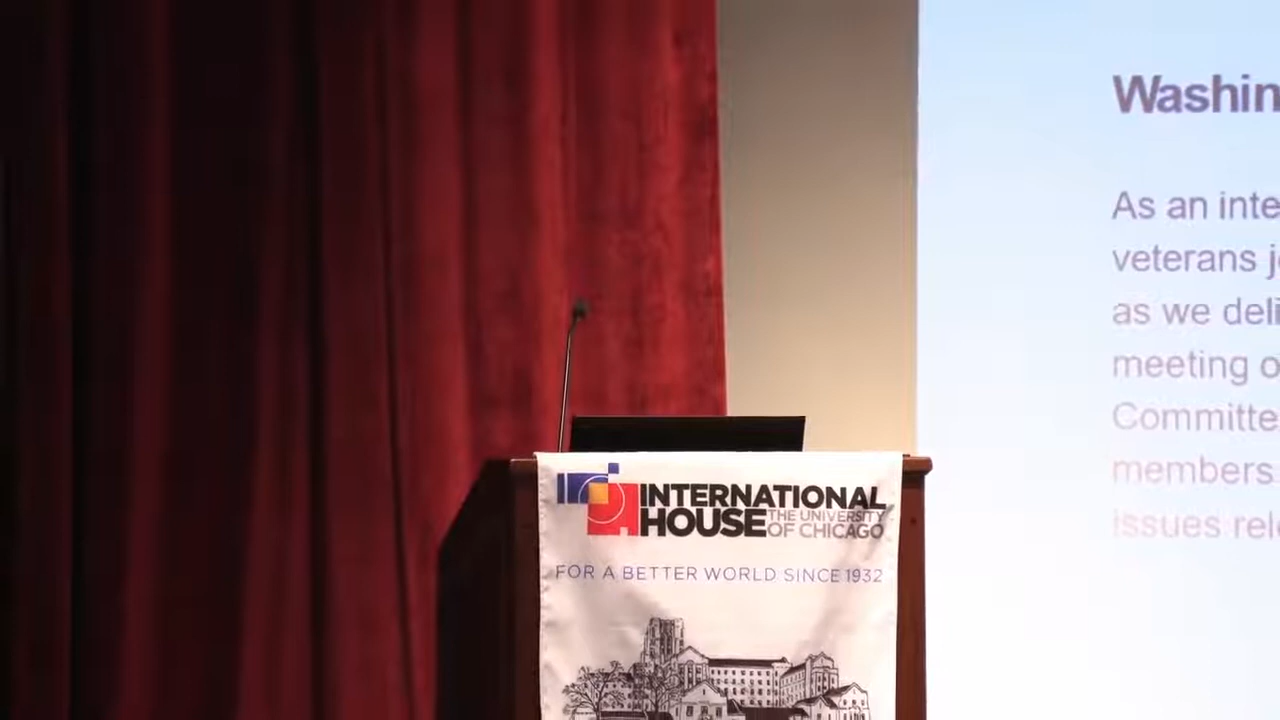 INTERNATIONAL
HOUSE THE UNIVERSITY
OF CHICAGO
FOR A BETTER WORLD SINCE 1932
Washin
As an inte
veterans j
as we deli
meeting o
Committe
members
issues rel